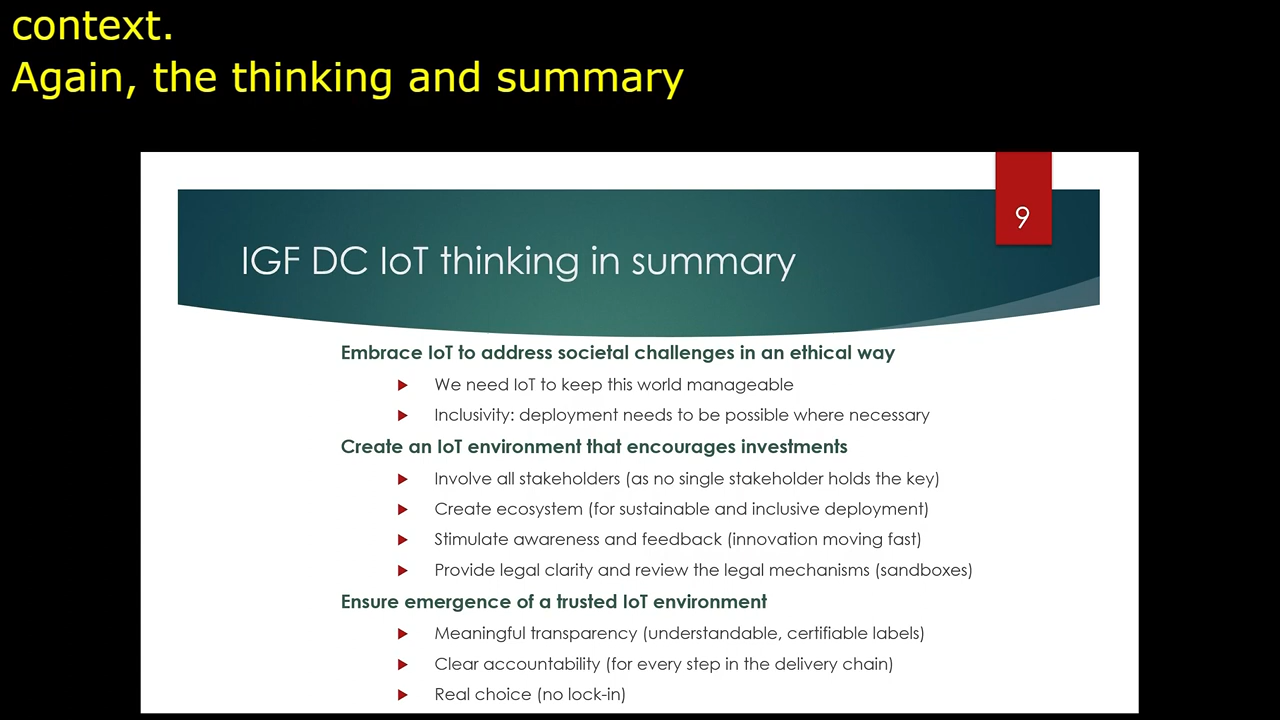 context.
Again, the thinking and summary
9
IGF DC IoT thinking in summary
Embrace IoT to address societal challenges in an ethical way
We need IoT to keep this world manageable
Inclusivity: deployment needs to be possible where necessary
Create an IoT environment that encourages investments
Involve all stakeholders (as no single stakeholder holds the key)
Create ecosystem (for sustainable and inclusive deployment)
Stimulate awareness and feedback (innovation moving fast)
Provide legal clarity and review the legal mechanisms (sandboxes)
Ensure emergence of a trusted IoT environment
Meaningful transparency (understandable, certifiable labels)
Clear accountability (for every step in the delivery chain)
Real choice (no lock-in)